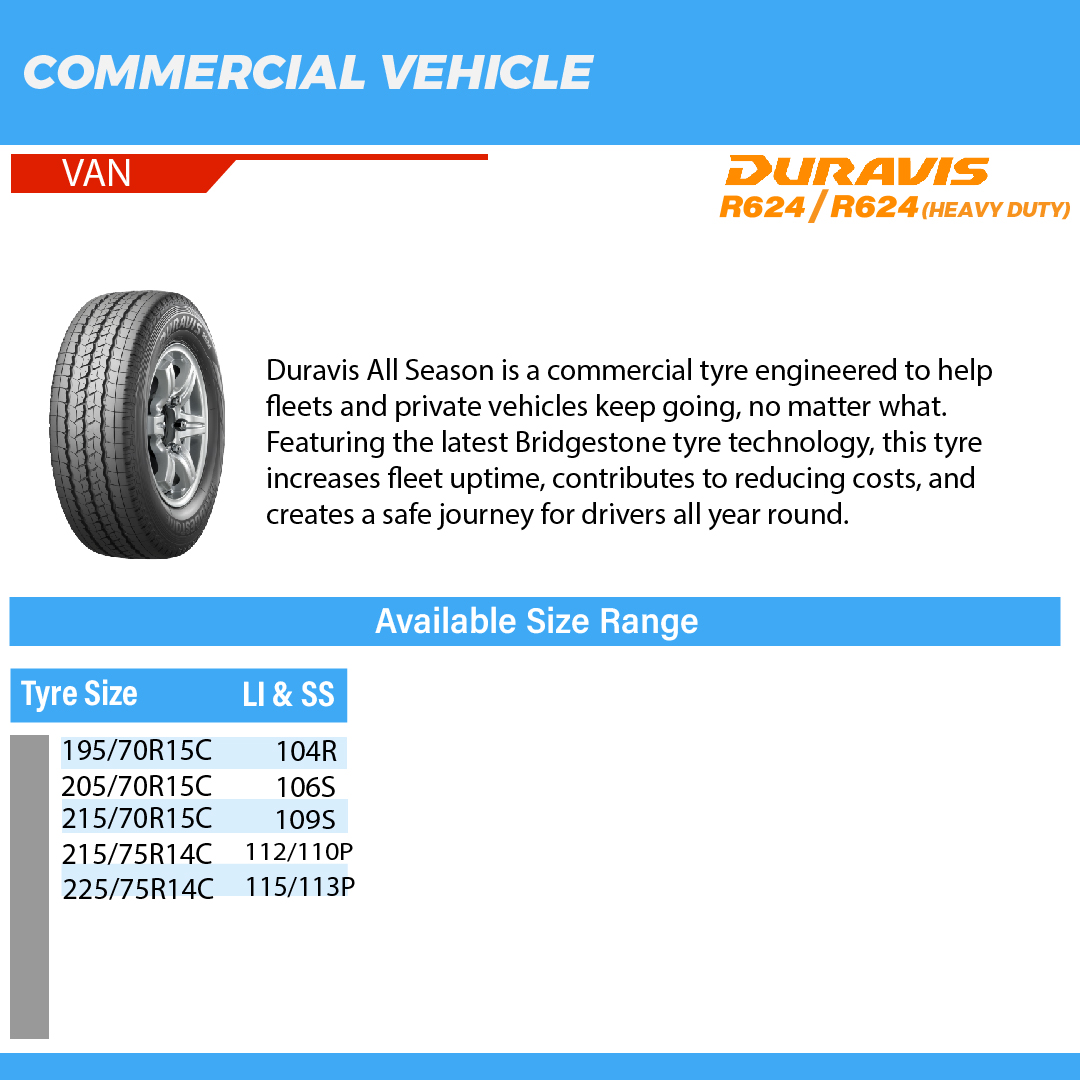 COMMERCIAL VEHICLE
VAN
DURAVIS
R624 / R624 (HEAVY DUTY)
DURAVIS
Duravis All Season is a commercial tyre engineered to help
fleets and private vehicles keep going, no matter what.
Featuring the latest Bridgestone tyre technology, this tyre
increases fleet uptime, contributes to reducing costs, and
creates a safe journey for drivers all year round.
Available Size Range
Tyre Size LI & SS
195/70R15C 104R
205/70R15C 106S
215/70R15C 109S
215/75R14C 112/110P
225/75R14C 115/113P